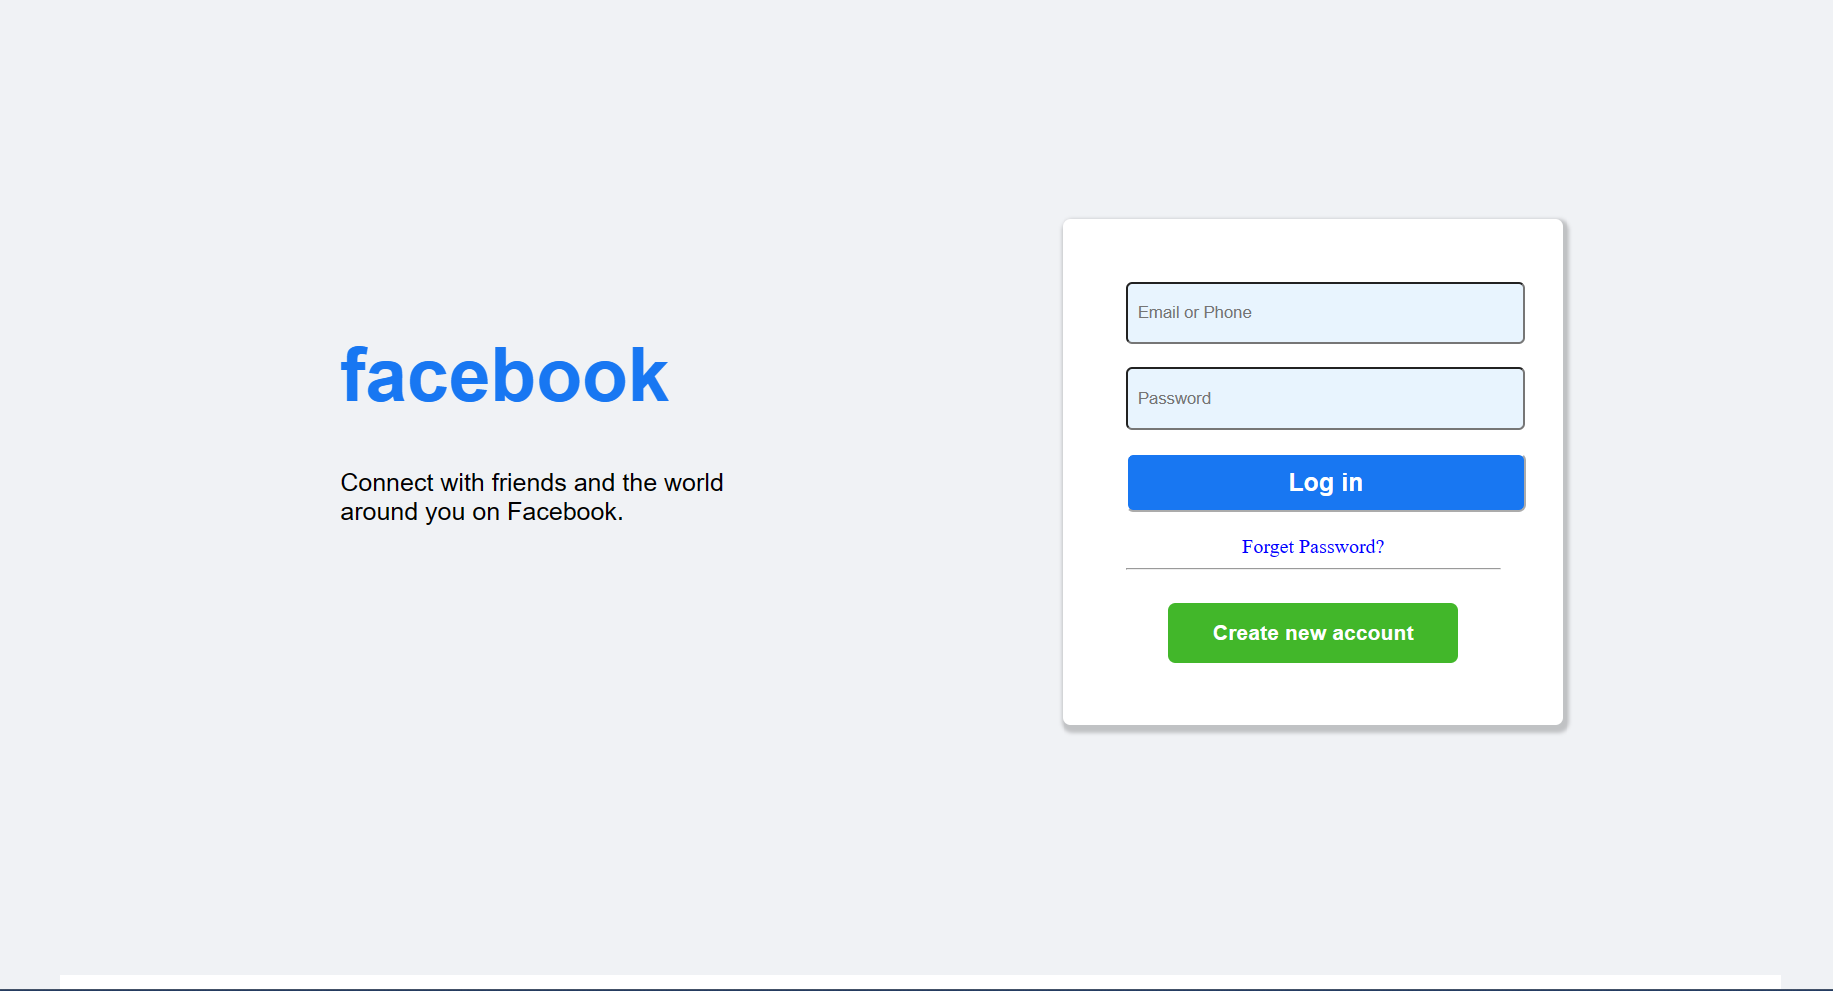 facebook
Connect with friends and the world
around you on Facebook.
Email or Phone
Password
Log in
Forget Password?
Create new account